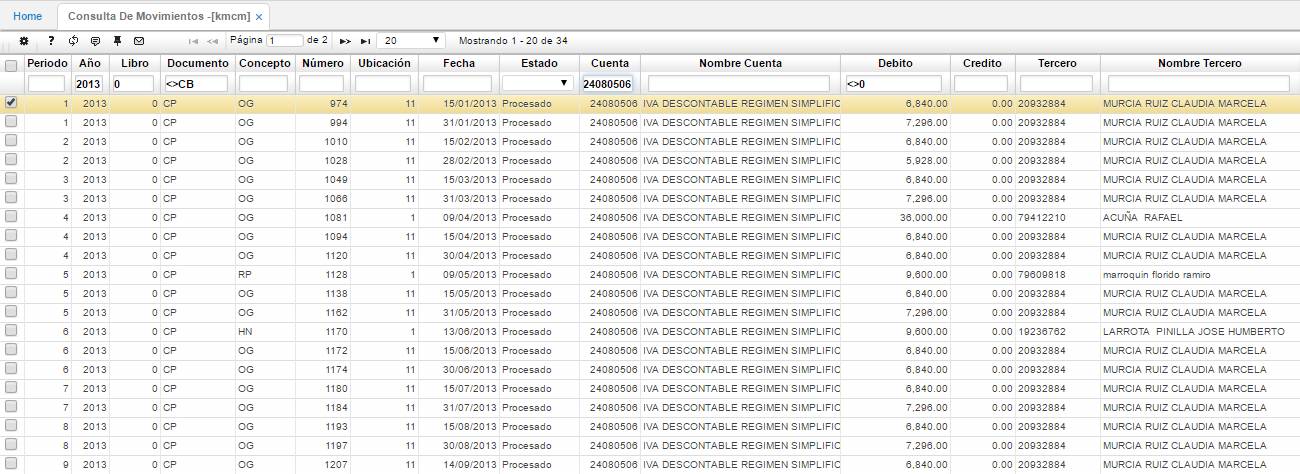 Home
Consulta De Movimientos -[kmcm] ×
Página 1 de 2 20 Mostrando 1 - 20 de 34
Periodo Año Libro Documento Concepto Número Ubicación Fecha Estado Cuenta Nombre Cuenta Debito Credito Tercero Nombre Tercero
2013 0 <>CB 24080506 <>0
1 2013 0 CP OG 974 11 15/01/2013 Procesado 24080506 IVA DESCONTABLE REGIMEN SIMPLIFIC 6,840.00 0.00 20932884 MURCIA RUIZ CLAUDIA MARCELA
1 2013 0 CP OG 994 11 31/01/2013 Procesado 24080506 IVA DESCONTABLE REGIMEN SIMPLIFIC 7,296.00 0.00 20932884 MURCIA RUIZ CLAUDIA MARCELA
2 2013 0 CP OG 1010 11 15/02/2013 Procesado 24080506 IVA DESCONTABLE REGIMEN SIMPLIFIC 6,840.00 0.00 20932884 MURCIA RUIZ CLAUDIA MARCELA
2 2013 0 CP OG 1028 11 28/02/2013 Procesado 24080506 IVA DESCONTABLE REGIMEN SIMPLIFIC 5,928.00 0.00 20932884 MURCIA RUIZ CLAUDIA MARCELA
3 2013 0 CP OG 1049 11 15/03/2013 Procesado 24080506 IVA DESCONTABLE REGIMEN SIMPLIFIC 6,840.00 0.00 20932884 MURCIA RUIZ CLAUDIA MARCELA
3 2013 0 CP OG 1066 11 31/03/2013 Procesado 24080506 IVA DESCONTABLE REGIMEN SIMPLIFIC 7,296.00 0.00 20932884 MURCIA RUIZ CLAUDIA MARCELA
4 2013 0 CP OG 1081 1 09/04/2013 Procesado 24080506 IVA DESCONTABLE REGIMEN SIMPLIFIC 36,000.00 0.00 79412210 ACUÑA RAFAEL
4 2013 0 CP OG 1094 11 15/04/2013 Procesado 24080506 IVA DESCONTABLE REGIMEN SIMPLIFIC 6,840.00 0.00 20932884 MURCIA RUIZ CLAUDIA MARCELA
4 2013 0 CP OG 1120 11 30/04/2013 Procesado 24080506 IVA DESCONTABLE REGIMEN SIMPLIFIC 6,840.00 0.00 20932884 MURCIA RUIZ CLAUDIA MARCELA
5 2013 0 CP RP 1128 1 09/05/2013 Procesado 24080506 IVA DESCONTABLE REGIMEN SIMPLIFIC 9,600.00 0.00 79609818 marroquin florido ramiro
5 2013 0 CP OG 1138 11 15/05/2013 Procesado 24080506 IVA DESCONTABLE REGIMEN SIMPLIFIC 6,840.00 0.00 20932884 MURCIA RUIZ CLAUDIA MARCELA
5 2013 0 CP OG 1162 11 31/05/2013 Procesado 24080506 IVA DESCONTABLE REGIMEN SIMPLIFIC 7,296.00 0.00 20932884 MURCIA RUIZ CLAUDIA MARCELA
6 2013 0 CP HN 1170 1 13/06/2013 Procesado 24080506 IVA DESCONTABLE REGIMEN SIMPLIFIC 9,600.00 0.00 19236762 LARROTA PINILLA JOSE HUMBERTO
6 2013 0 CP OG 1172 11 15/06/2013 Procesado 24080506 IVA DESCONTABLE REGIMEN SIMPLIFIC 6,840.00 0.00 20932884 MURCIA RUIZ CLAUDIA MARCELA
6 2013 0 CP OG 1174 11 30/06/2013 Procesado 24080506 IVA DESCONTABLE REGIMEN SIMPLIFIC 6,840.00 0.00 20932884 MURCIA RUIZ CLAUDIA MARCELA
7 2013 0 CP OG 1180 11 15/07/2013 Procesado 24080506 IVA DESCONTABLE REGIMEN SIMPLIFIC 6,840.00 0.00 20932884 MURCIA RUIZ CLAUDIA MARCELA
7 2013 0 CP OG 1184 11 31/07/2013 Procesado 24080506 IVA DESCONTABLE REGIMEN SIMPLIFIC 7,296.00 0.00 20932884 MURCIA RUIZ CLAUDIA MARCELA
8 2013 0 CP OG 1193 11 15/08/2013 Procesado 24080506 IVA DESCONTABLE REGIMEN SIMPLIFIC 6,840.00 0.00 20932884 MURCIA RUIZ CLAUDIA MARCELA
8 2013 0 CP OG 1197 11 30/08/2013 Procesado 24080506 IVA DESCONTABLE REGIMEN SIMPLIFIC 7,296.00 0.00 20932884 MURCIA RUIZ CLAUDIA MARCELA
9 2013 0 CP OG 1207 11 14/09/2013 Procesado 24080506 IVA DESCONTABLE REGIMEN SIMPLIFIC 6,840.00 0.00 20932884 MURCIA RUIZ CLAUDIA MARCELA